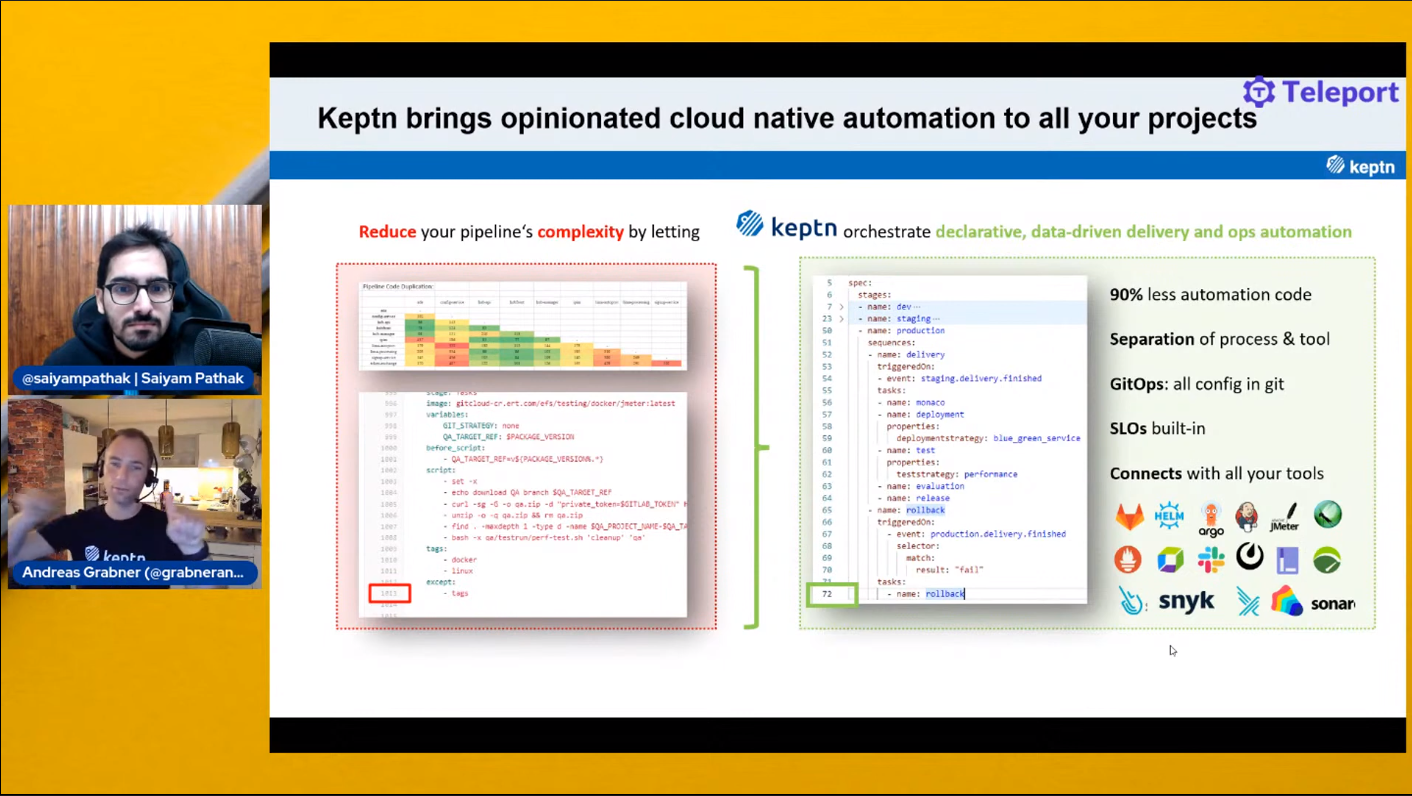 Teleport
Keptn brings opinionated cloud native automation to all your projects
keptn
Reduce your pipeline's complexity by letting
keptn orchestrate declarative, data-driven delivery and ops automation
Pipeline Code Duplication:
996 image: gitcloud-cr.ert.com/efs/testing/docker/jmeter:latest
997 variables:
998 GIT_STRATEGY: none
999 QA_TARGET_REF: $PACKAGE_VERSION
1000 before_script:
1001 - QA_TARGET_REF=v${PACKAGE_VERSION%.*}
1002 script:
1003 - set -x
1004 - echo download QA branch $QA_TARGET_REF
1005 - curl -sg -G -o qa.zip -d "private_token=$GITLAB_TOKEN"
1006 - unzip -o -q qa.zip && rm qa.zip
1007 - find . -maxdepth 1 -type d -name $QA_PROJECT_NAME-$QA_TA
1008 - bash -x qa/testrun/perf-test.sh 'cleanup' 'qa'
1009 tags:
1010 - docker
1011 - linux
except:
1013 - tags
5 spec:
6 stages:
7 - name: dev
23 - name: staging
50 - name: production
51 sequences:
52 - name: delivery
53 triggeredOn:
54 - event: staging.delivery.finished
55 tasks:
56 - name: monaco
57 - name: deployment
58 properties:
59 deploymentstrategy: blue_green_service
60 - name: test
61 properties:
62 teststrategy: performance
63 - name: evaluation
64 - name: release
65 - name: rollback
66 triggeredOn:
67 - event: production.delivery.finished
68 selector:
69 match:
70 result: "fail"
71 tasks:
72 - name: rollback
90% less automation code
Separation of process & tool
GitOps: all config in git
SLOs built-in
Connects with all your tools
HELM
argo
JMeter
snyk
sonar
@saiyampathak | Saiyam Pathak
keptn
Andreas Grabner (@grabneran...